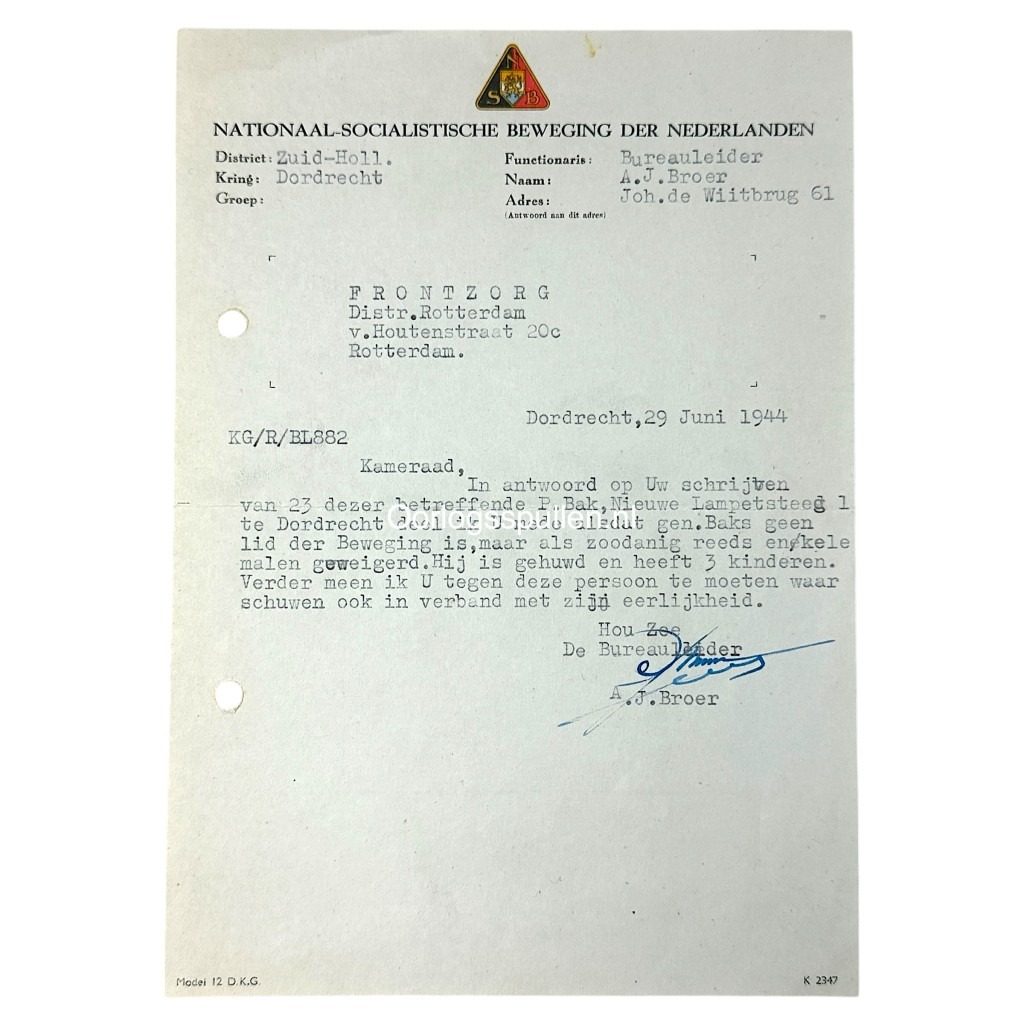 N
S B
NATIONAAL-SOCIALISTISCHE BEWEGING DER NEDERLANDEN
District: Zuid-Holl.
Kring: Dordrecht
Groep:
Functionaris: Bureauleider
Naam: A.J.Broer
Adres: Joh.de Wiitbrug 61
(Antwoord aan dit adres)
F R O N T Z O R G
Distr.Rotterdam
v.Houtenstraat 20c
Rotterdam.
Dordrecht,29 Juni 1944
KG/R/BL882
Kameraad,
In antwoord op Uw schrijven
van 23 dezer betreffende P.Bak,Nieuwe Lampetsteeg 1
te Dordrecht deel ik U mede dat gen.Baks geen
lid der Beweging is,maar als zoodanig reeds en/kele
malen geweigerd.Hij is gehuwd en heeft 3 kinderen.
Verder meen ik U tegen deze persoon te moeten waar
schuwen ook in verband met zijn eerlijkheid.
Hou Zee
De Bureauleider
A.J.Broer
Oorlogsspullen.nl
Model 12 D.K.G.
K 2347